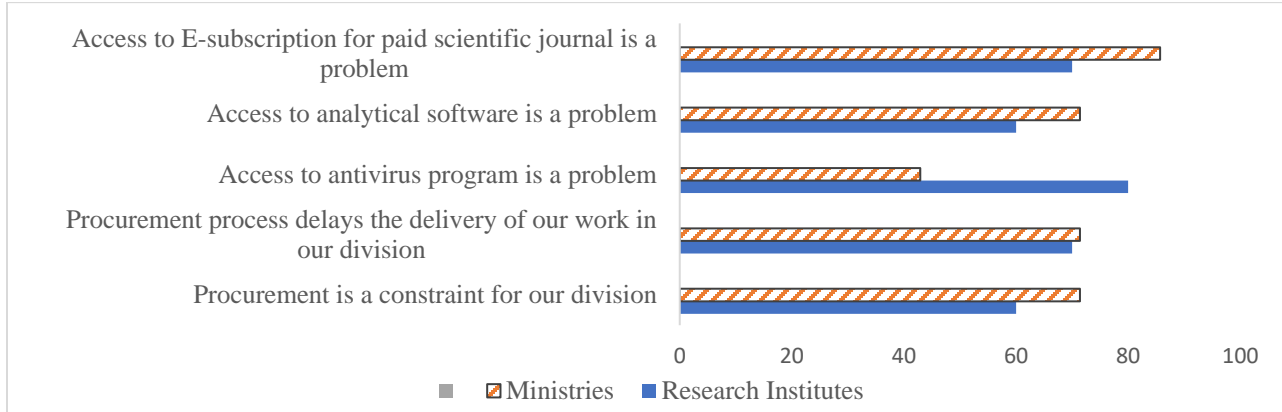 Access to E-subscription for paid scientific journal is a
problem
Access to analytical software is a problem
Access to antivirus program is a problem
Procurement process delays the delivery of our work in
our division
Procurement is a constraint for our division
0 20 40 60 80 100
Ministries Research Institutes